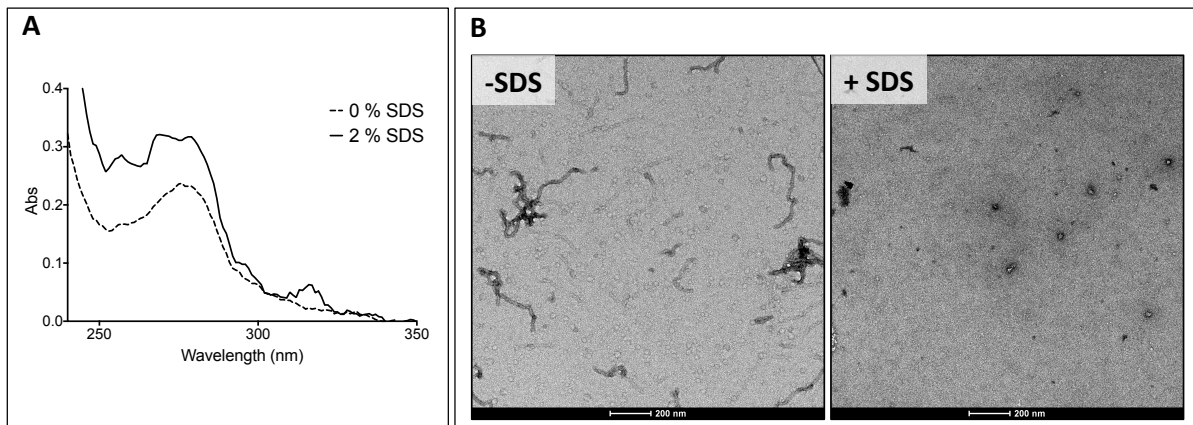 A
0.4
0.3
0.2
0.1
0.0
Abs
250
300
350
Wavelength (nm)
0 % SDS
2 % SDS
B
-SDS
200 nm
+ SDS
200 nm